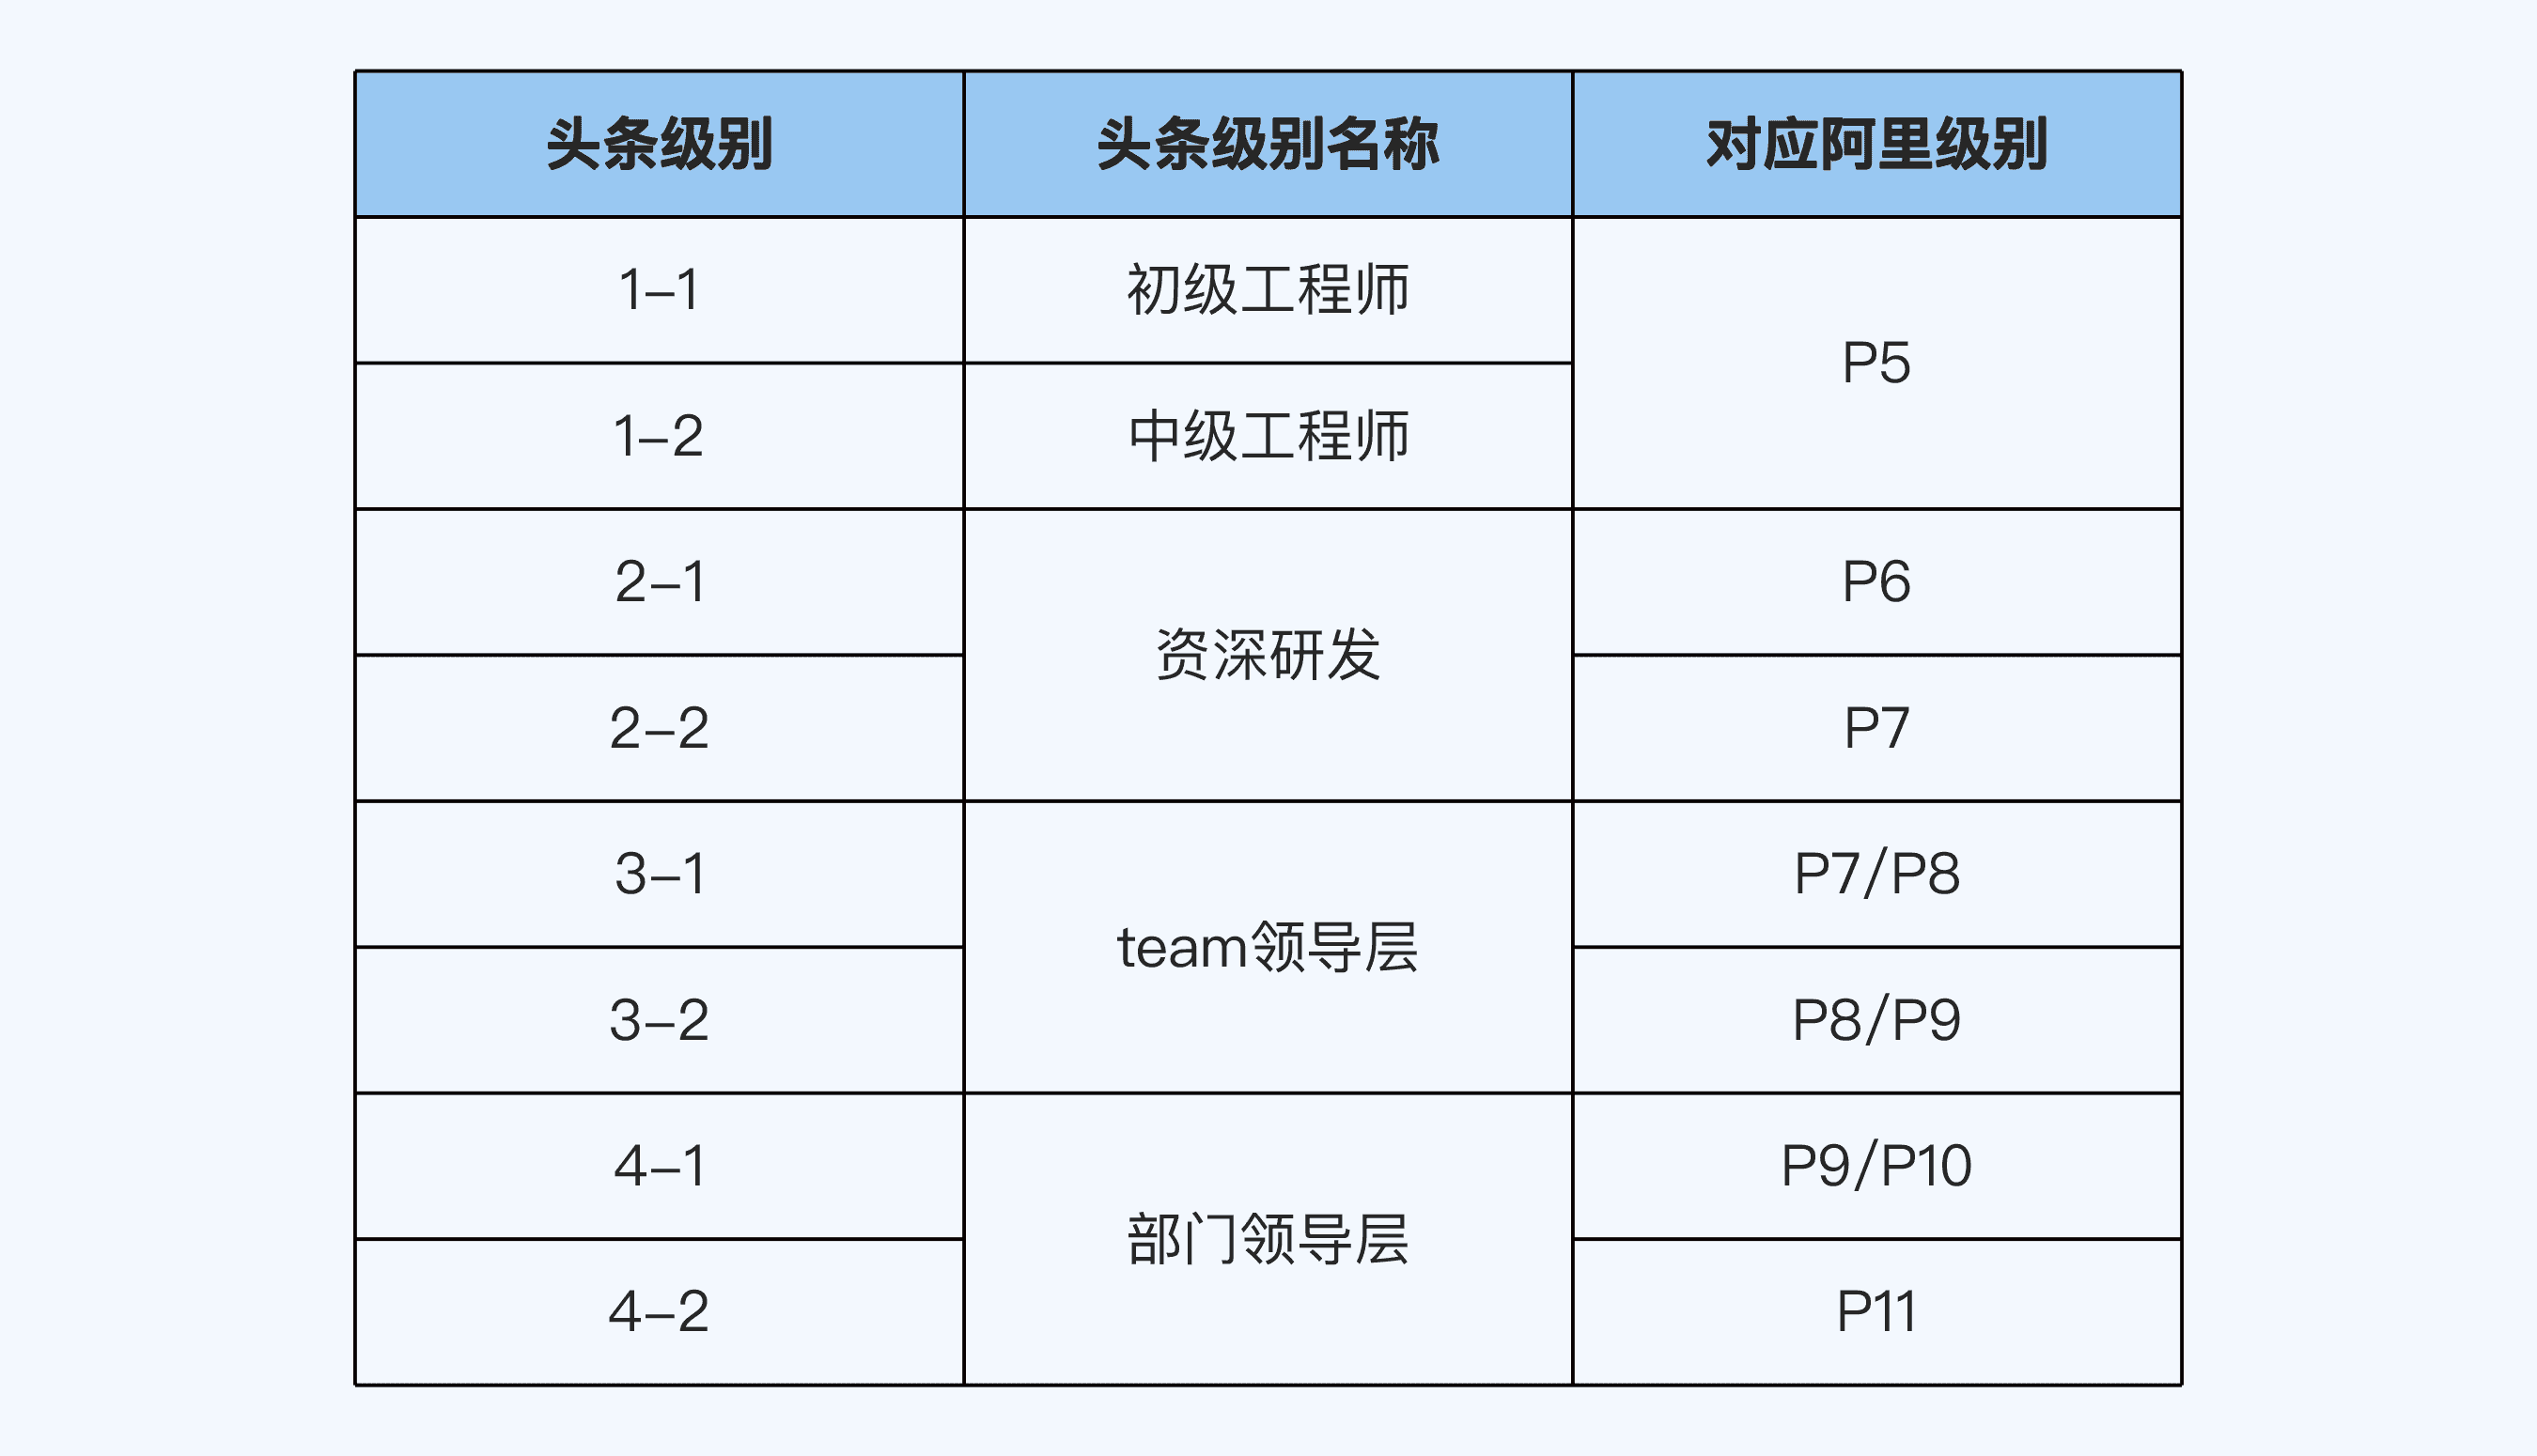 头条级别 头条级别名称 对应阿里级别
1–1 初级工程师 P5
1–2 中级工程师
2–1 资深研发 P6
2–2 P7
3–1 team领导层 P7/P8
3–2 P8/P9
4–1 部门领导层 P9/P10
4–2 P11